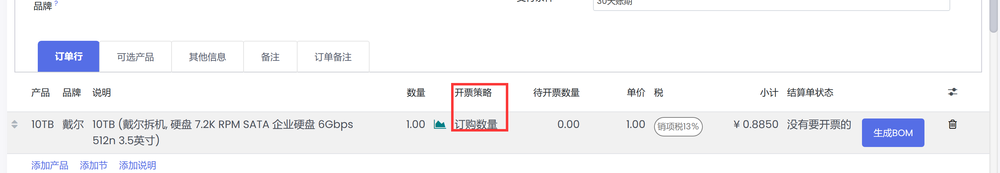 品牌 ?
30天账期
订单行 可选产品 其他信息 备注 订单备注
产品 品牌 说明 数量 开票策略 待开票数量 单价 税 小计 结算单状态
10TB 戴尔 10TB (戴尔拆机, 硬盘 7.2K RPM SATA 企业硬盘 6Gbps 1.00 订购数量 0.00 1.00 销项税13% ¥ 0.8850 没有要开票的 生成BOM
512n 3.5英寸)
添加产品 添加节 添加说明